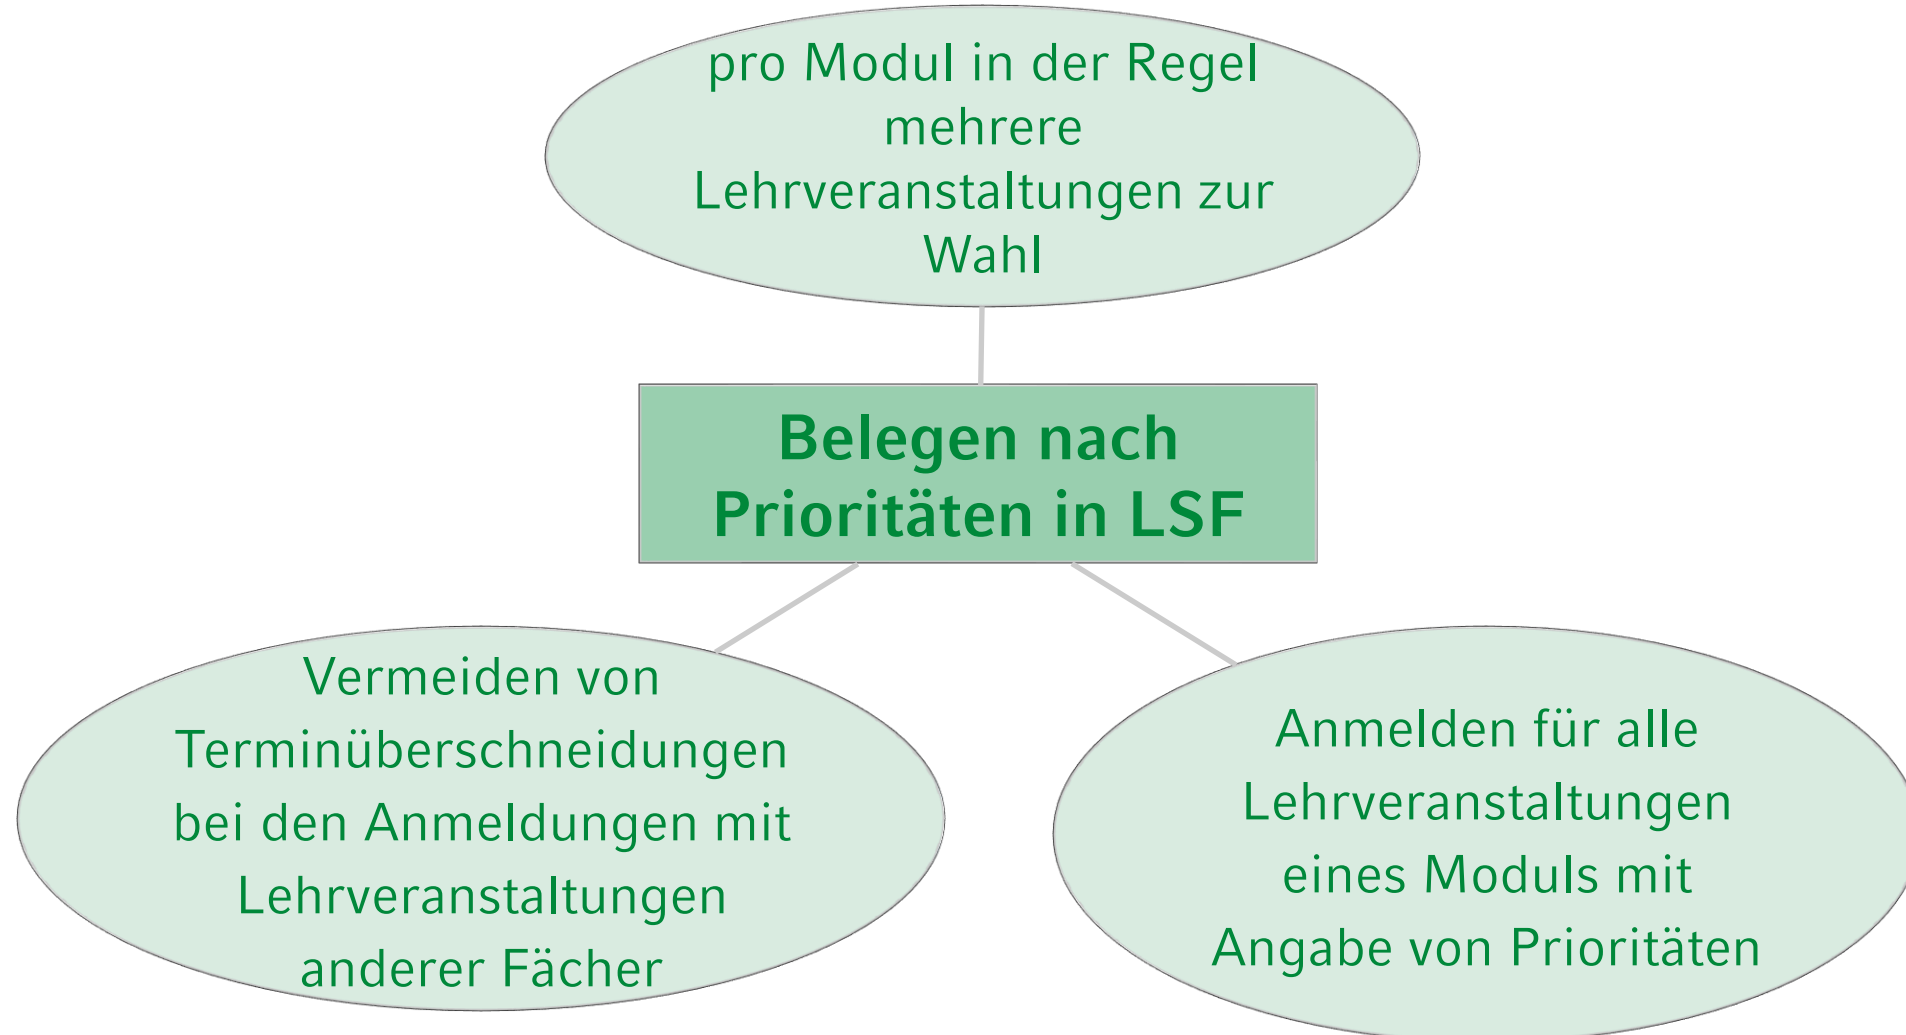 pro Modul in der Regel
mehrere
Lehrveranstaltungen zur
Wahl
Belegen nach
Prioritäten in LSF
Vermeiden von
Terminüberschneidungen
bei den Anmeldungen mit
Lehrveranstaltungen
anderer Fächer
Anmelden für alle
Lehrveranstaltungen
eines Moduls mit
Angabe von Prioritäten